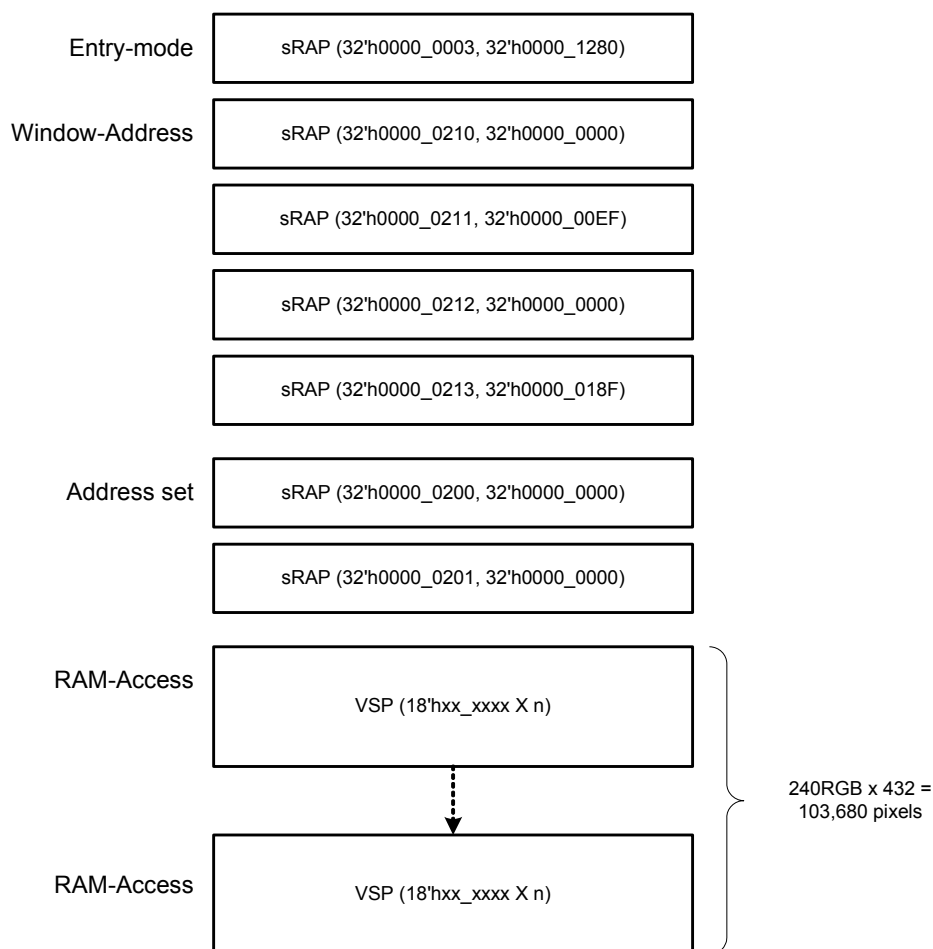 Entry-mode
sRAP (32'h0000_0003, 32'h0000_1280)
Window-Address
sRAP (32'h0000_0210, 32'h0000_0000)
sRAP (32'h0000_0211, 32'h0000_00EF)
sRAP (32'h0000_0212, 32'h0000_0000)
sRAP (32'h0000_0213, 32'h0000_018F)
Address set
sRAP (32'h0000_0200, 32'h0000_0000)
sRAP (32'h0000_0201, 32'h0000_0000)
RAM-Access
VSP (18'hxx_xxxx X n)
240RGB x 432 =
103,680 pixels
RAM-Access
VSP (18'hxx_xxxx X n)